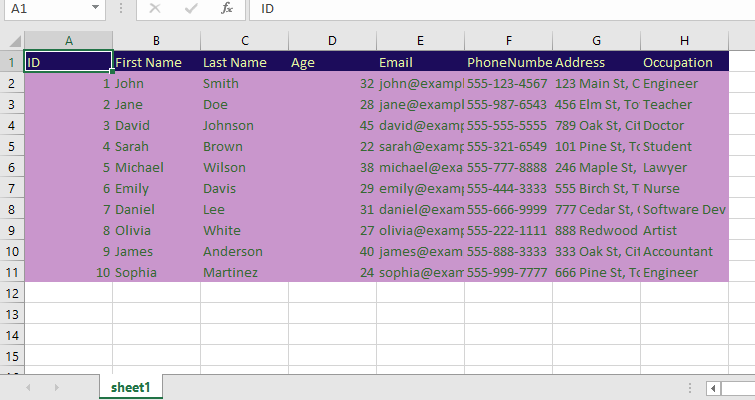 A1 fx ID
A B C D E F G H
1 ID First Name Last Name Age Email PhoneNumbe Address Occupation
2 1 John Smith 32 john@exampl 555-123-4567 123 Main St, C Engineer
3 2 Jane Doe 28 jane@exampl 555-987-6543 456 Elm St, To Teacher
4 3 David Johnson 45 david@examp 555-555-5555 789 Oak St, Cit Doctor
5 4 Sarah Brown 22 sarah@examp 555-321-6549 101 Pine St, To Student
6 5 Michael Wilson 38 michael@exa 555-777-8888 246 Maple St, Lawyer
7 6 Emily Davis 29 emily@examp 555-444-3333 555 Birch St, T Nurse
8 7 Daniel Lee 31 daniel@exam 555-666-9999 777 Cedar St, Software Dev
9 8 Olivia White 27 olivia@examp 555-222-1111 888 Redwood Artist
10 9 James Anderson 40 james@exam 555-888-3333 333 Oak St, Cit Accountant
11 10 Sophia Martinez 24 sophia@exam 555-999-7777 666 Pine St, To Engineer
12
13
14
15
sheet1